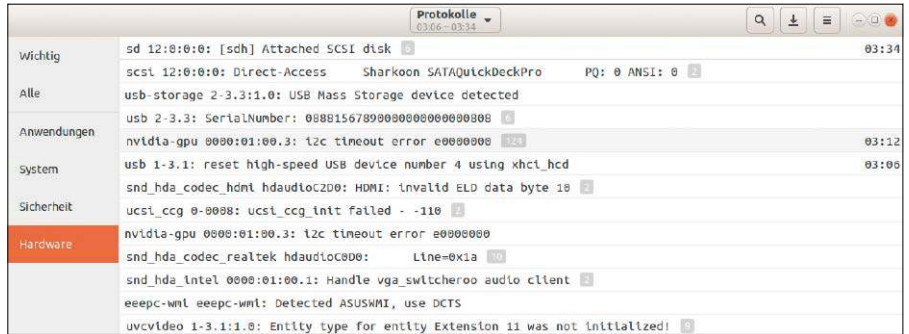 Protokolle
03:06 – 03:34
Wichtig
Alle
Anwendungen
System
Sicherheit
Hardware
sd 12:0:0:0: [sdh] Attached SCSI disk 6 03:34
scsi 12:0:0:0: Direct-Access Sharkoon SATAQuickDeckPro PQ: 0 ANSI: 0 2
usb-storage 2-3.3:1.0: USB Mass Storage device detected
usb 2-3.3: SerialNumber: 6
nvidia-gpu 0000:01:00.3: i2c timeout error e0000000 124 03:12
usb 1-3.1: reset high-speed USB device number 4 using xhci_hcd 03:06
snd_hda_codec_hdmi hdaudioC2D0: HDMI: invalid ELD data byte 10 2
ucsi_ccg 0-0008: ucsi_ccg_init failed - -110 2
nvidia-gpu 0000:01:00.3: i2c timeout error e0000000
snd_hda_codec_realtek hdaudioC0D0: Line=0x1a 10
snd_hda_intel 0000:01:00.1: Handle vga_switcheroo audio client 2
eeepc-wmi eeepc-wmi: Detected ASUSWMI, use DCTS
uvcvideo 1-3.1:1.0: Entity type for entity Extension 11 was not initialized! 8